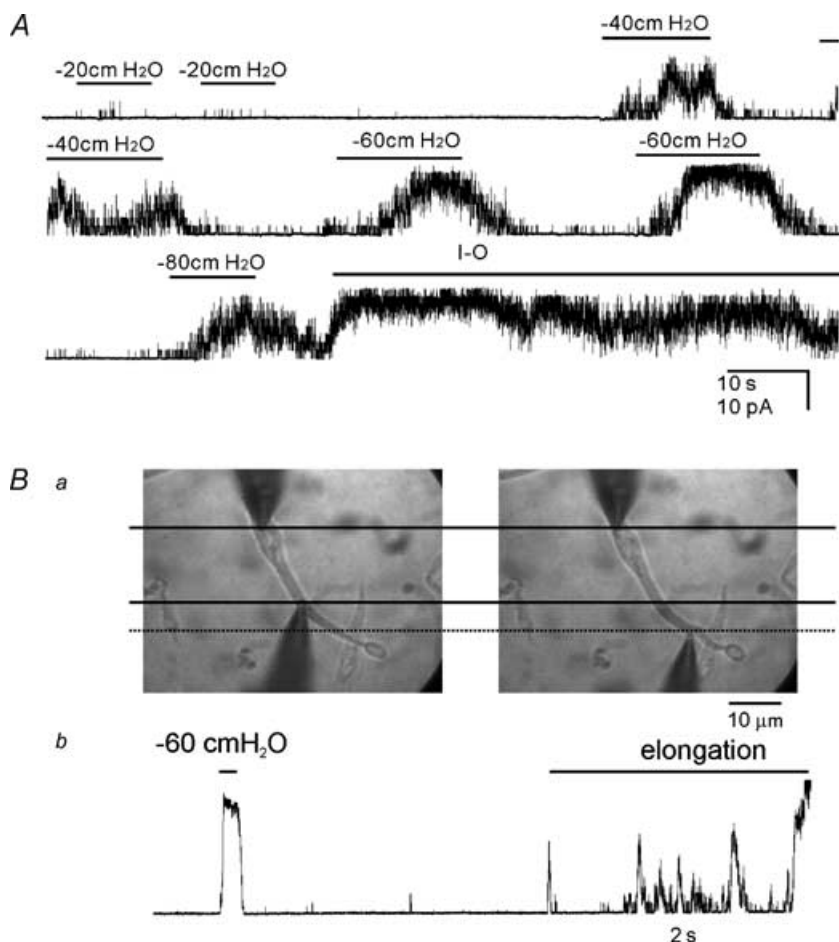 A
-40cm H₂O
-20cm H₂O -20cm H₂O
-40cm H₂O -60cm H₂O -60cm H₂O
-80cm H₂O I-O
10 s
10 pA
B a
10 μm
b -60 cmH₂O elongation
2 s